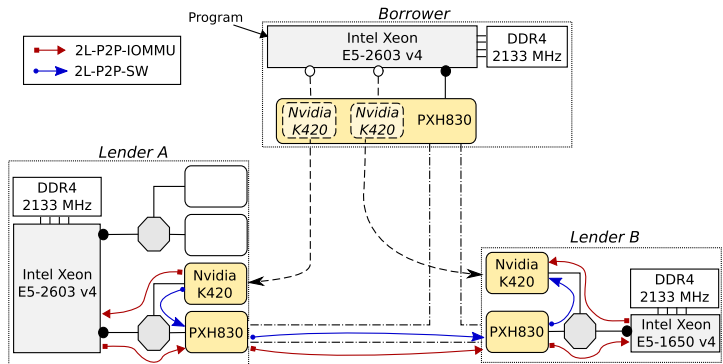 Borrower
Program
Intel Xeon
E5-2603 v4
DDR4
2133 MHz
2L-P2P-IOMMU
2L-P2P-SW
Nvidia
K420
Nvidia
K420
PXH830
Lender A
DDR4
2133 MHz
Intel Xeon
E5-2603 v4
Nvidia
K420
PXH830
Lender B
Nvidia
K420
DDR4
2133 MHz
PXH830
Intel Xeon
E5-1650 v4